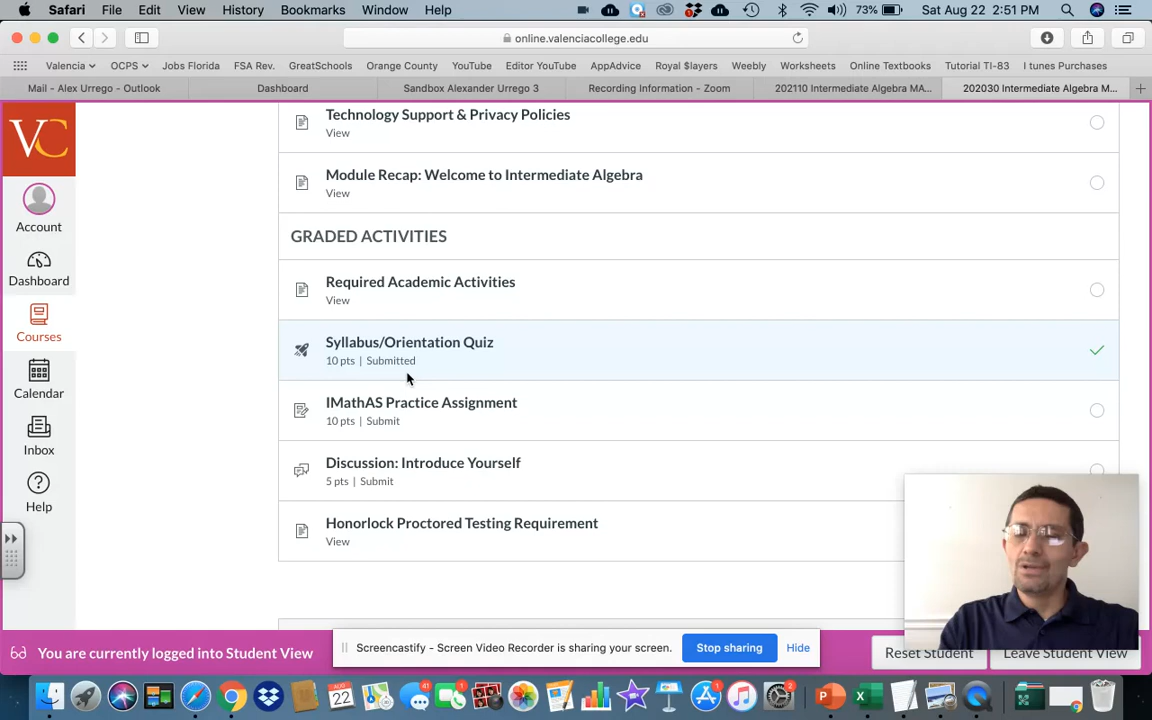 Safari File Edit View History Bookmarks Window Help 73% Sat Aug 22 2:51 PM
online.valenciacollege.edu
Valencia OCPS Jobs Florida FSA Rev. GreatSchools Orange County YouTube Editor YouTube AppAdvice Royal $layers Weebly Worksheets Online Textbooks Tutorial TI-83 I tunes Purchases
Mail - Alex Urrego - Outlook Dashboard Sandbox Alexander Urrego 3 Recording Information - Zoom 202110 Intermediate Algebra MA... 202030 Intermediate Algebra M...
VC
Account
Dashboard
Courses
Calendar
Inbox
Help
Technology Support & Privacy Policies
View
Module Recap: Welcome to Intermediate Algebra
View
GRADED ACTIVITIES
Required Academic Activities
View
Syllabus/Orientation Quiz
10 pts | Submitted
IMathAS Practice Assignment
10 pts | Submit
Discussion: Introduce Yourself
5 pts | Submit
Honorlock Proctored Testing Requirement
View
You are currently logged into Student View
Screencastify - Screen Video Recorder is sharing your screen. Stop sharing Hide
Reset Student Leave Student View
41
1
AUG
22
1
2